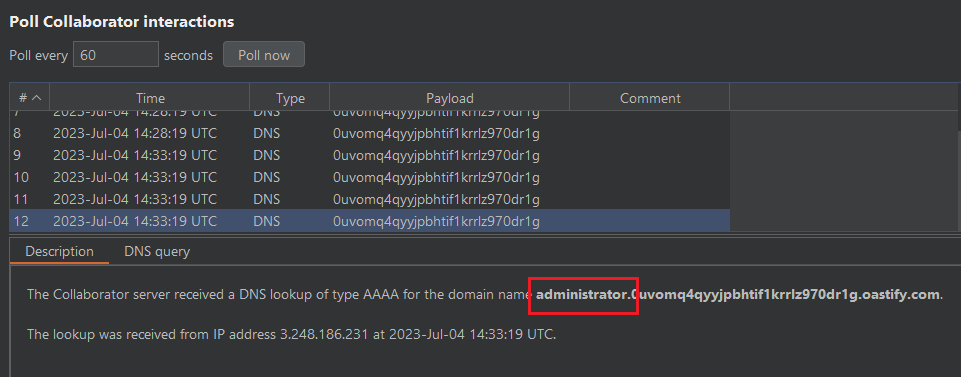 Poll Collaborator interactions
Poll every 60 seconds Poll now
# Time Type Payload Comment
7 2023-Jul-04 14:28:19 UTC DNS 0uvomq4qyyjpbhtif1krrlz970dr1g
8 2023-Jul-04 14:28:19 UTC DNS 0uvomq4qyyjpbhtif1krrlz970dr1g
9 2023-Jul-04 14:33:19 UTC DNS 0uvomq4qyyjpbhtif1krrlz970dr1g
10 2023-Jul-04 14:33:19 UTC DNS 0uvomq4qyyjpbhtif1krrlz970dr1g
11 2023-Jul-04 14:33:19 UTC DNS 0uvomq4qyyjpbhtif1krrlz970dr1g
12 2023-Jul-04 14:33:19 UTC DNS 0uvomq4qyyjpbhtif1krrlz970dr1g
Description DNS query
The Collaborator server received a DNS lookup of type AAAA for the domain name administrator.0uvomq4qyyjpbhtif1krrlz970dr1g.oastify.com.
The lookup was received from IP address 3.248.186.231 at 2023-Jul-04 14:33:19 UTC.